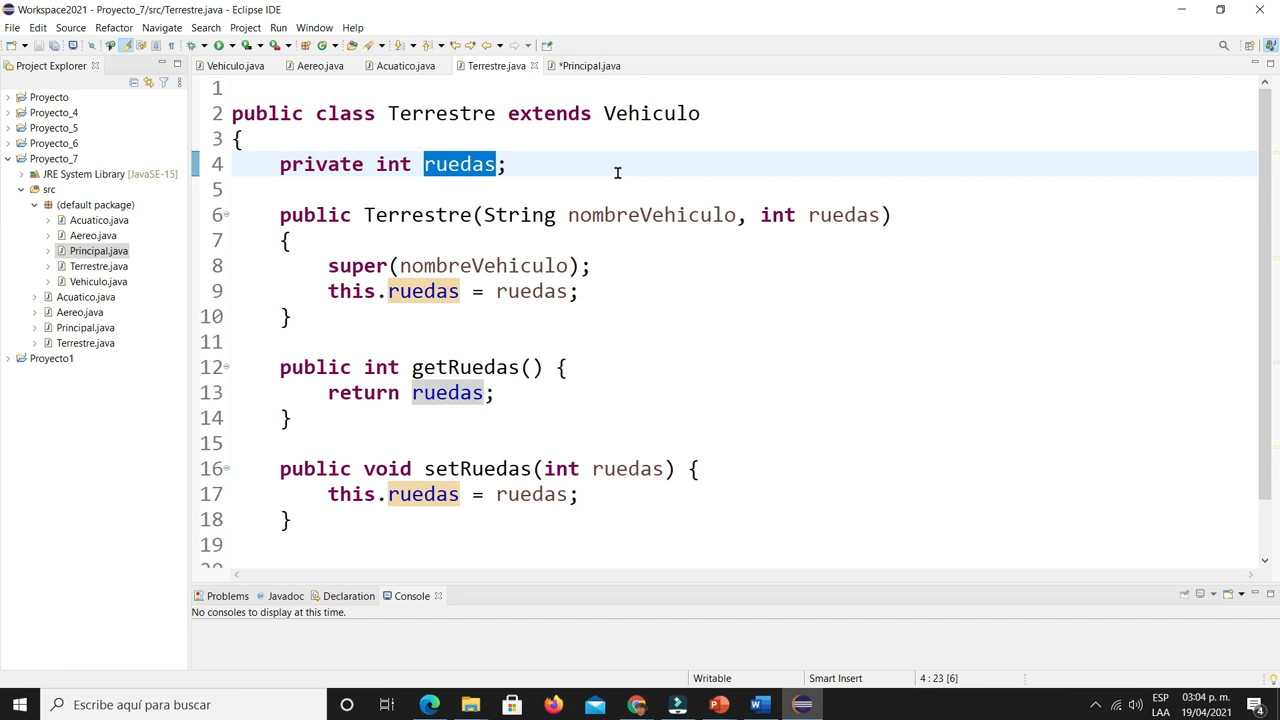 Workspace2021 - Proyecto_7/src/Terrestre.java - Eclipse IDE
File Edit Source Refactor Navigate Search Project Run Window Help
Project Explorer
Vehiculo.java Aereo.java Acuatico.java Terrestre.java *Principal.java
Proyecto
Proyecto_4
Proyecto_5
Proyecto_6
Proyecto_7
JRE System Library [JavaSE-15]
src
(default package)
Acuatico.java
Aereo.java
Principal.java
Terrestre.java
Vehiculo.java
Acuatico.java
Aereo.java
Principal.java
Terrestre.java
Proyecto1
1
2 public class Terrestre extends Vehiculo
3 {
4 private int ruedas;
5
6 public Terrestre(String nombreVehiculo, int ruedas)
7 {
8 super(nombreVehiculo);
9 this.ruedas = ruedas;
10 }
11
12 public int getRuedas() {
13 return ruedas;
14 }
15
16 public void setRuedas(int ruedas) {
17 this.ruedas = ruedas;
18 }
19
Problems Javadoc Declaration Console
No consoles to display at this time.
Writable Smart Insert 4 : 23 [6]
Escribe aquí para buscar
ESP 03:04 p. m.
LAA 19/04/2021
4